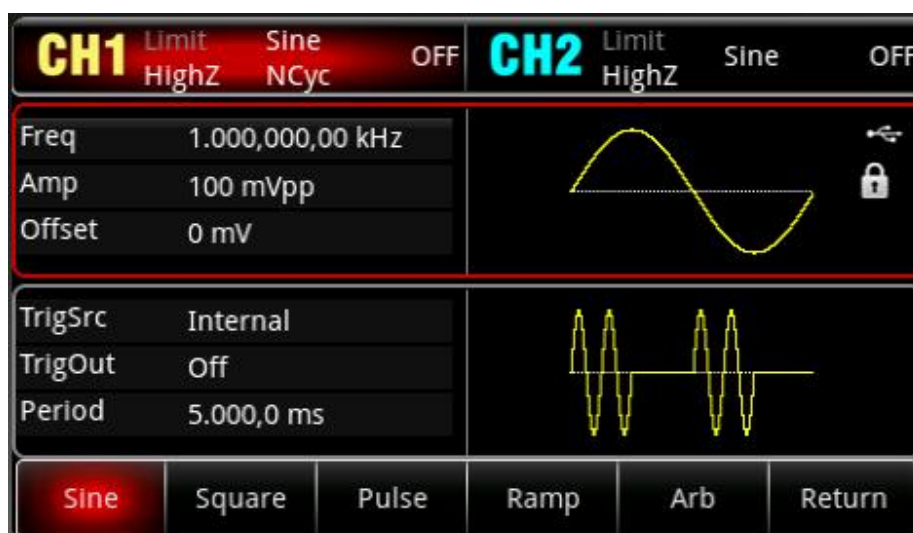 CH1 Limit Sine OFF
HighZ NCyc
CH2 Limit Sine OFF
HighZ
Freq 1.000,000,00 kHz
Amp 100 mVpp
Offset 0 mV
TrigSrc Internal
TrigOut Off
Period 5.000,0 ms
Sine Square Pulse Ramp Arb Return